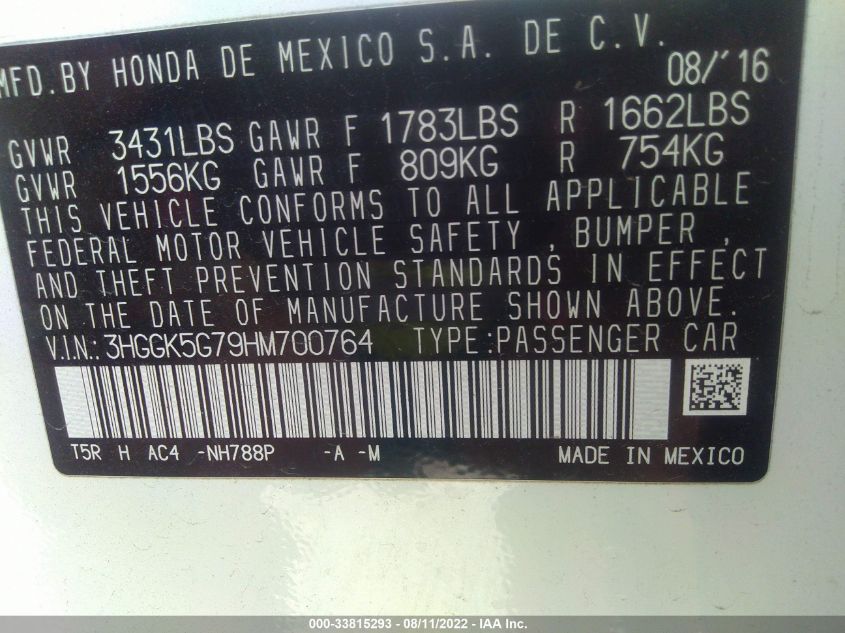 MFD.BY HONDA DE MEXICO S.A. DE C.V.
08/'16
GVWR 3431LBS GAWR F 1783LBS R 1662LBS
GVWR 1556KG GAWR F 809KG R 754KG
THIS VEHICLE CONFORMS TO ALL APPLICABLE
FEDERAL MOTOR VEHICLE SAFETY , BUMPER ,
AND THEFT PREVENTION STANDARDS IN EFFECT
ON THE DATE OF MANUFACTURE SHOWN ABOVE.
V.IN.:3HGGK5G79HM700764 TYPE:PASSENGER CAR
T5R H AC4 -NH788P -A -M MADE IN MEXICO
000-33815293 - 08/11/2022 - IAA Inc.